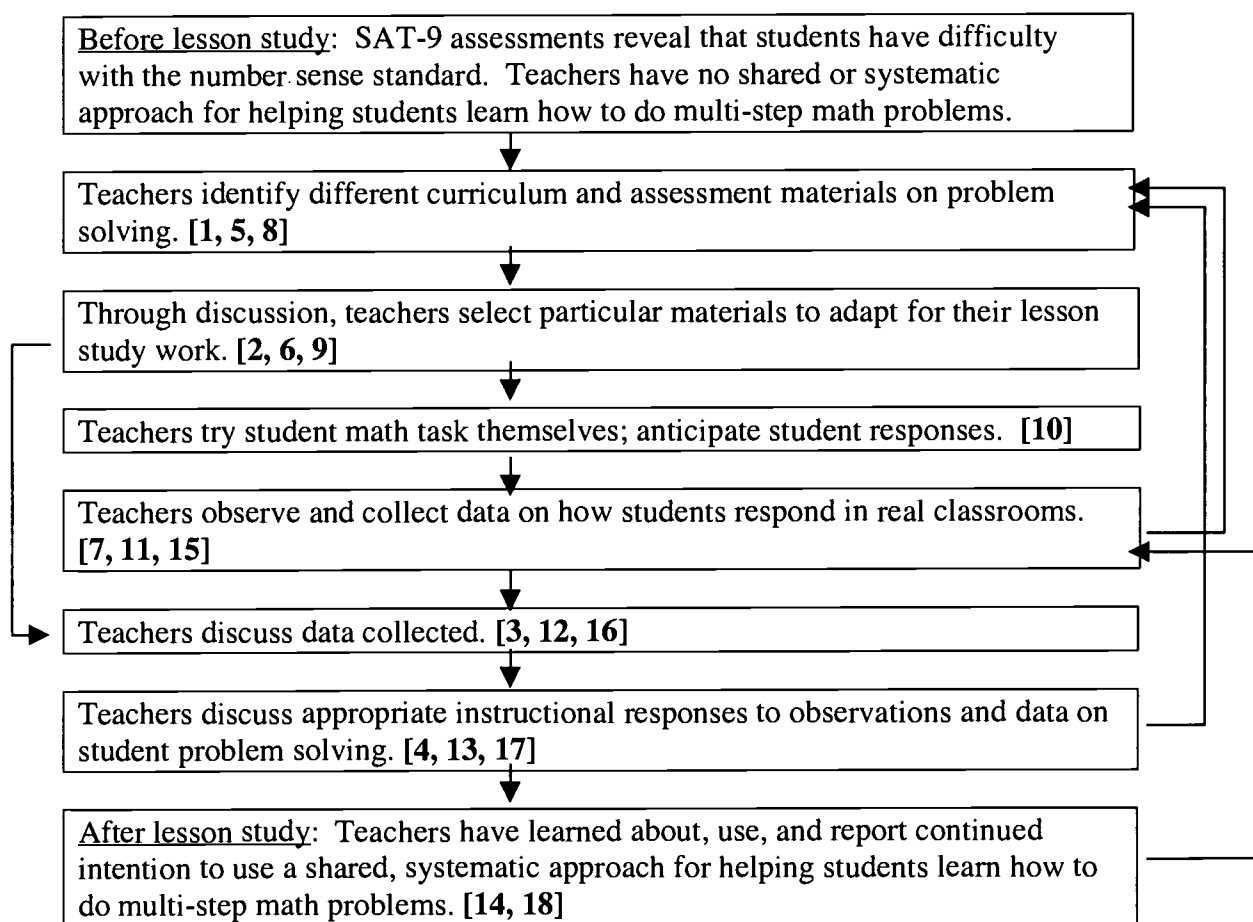 Before lesson study: SAT-9 assessments reveal that students have difficulty
with the number sense standard. Teachers have no shared or systematic
approach for helping students learn how to do multi-step math problems.
Teachers identify different curriculum and assessment materials on problem
solving. [1, 5, 8]
Through discussion, teachers select particular materials to adapt for their lesson
study work. [2, 6, 9]
Teachers try student math task themselves; anticipate student responses. [10]
Teachers observe and collect data on how students respond in real classrooms.
[7, 11, 15]
Teachers discuss data collected. [3, 12, 16]
Teachers discuss appropriate instructional responses to observations and data on
student problem solving. [4, 13, 17]
After lesson study: Teachers have learned about, use, and report continued
intention to use a shared, systematic approach for helping students learn how to
do multi-step math problems. [14, 18]